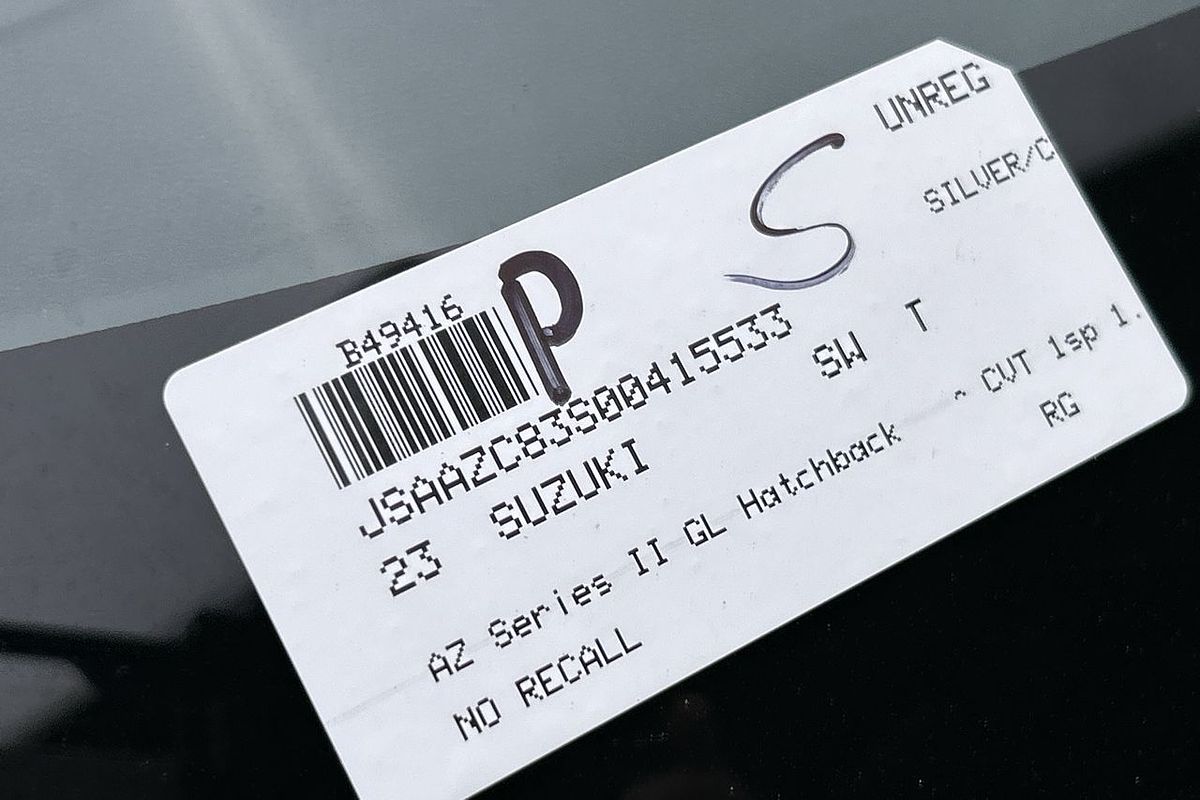 UNREG
B49416 P S SILVER/C
JSAAZC83S00415533 SW T
23 SUZUKI
AZ Series II GL Hatchback - CVT 1sp 1.
NO RECALL RG